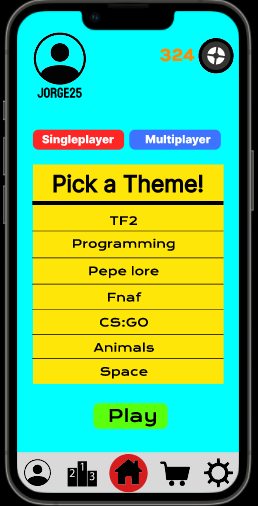 324
JORGE25
Singleplayer Multiplayer
Pick a Theme!
TF2
Programming
Pepe lore
Fnaf
CS:GO
Animals
Space
Play
2 1 3